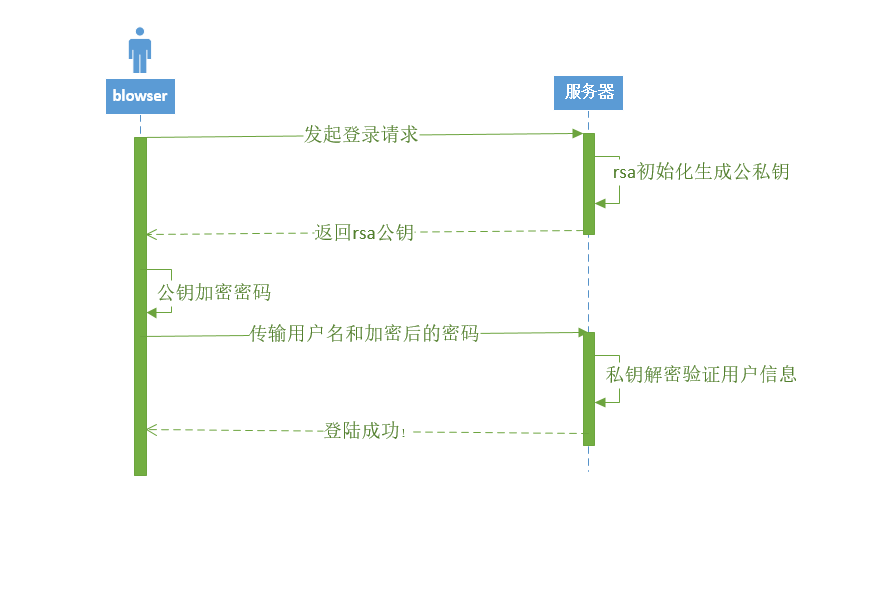 blowser
服务器
发起登录请求
rsa初始化生成公私钥
返回rsa公钥
公钥加密密码
传输用户名和加密后的密码
私钥解密验证用户信息
登陆成功！